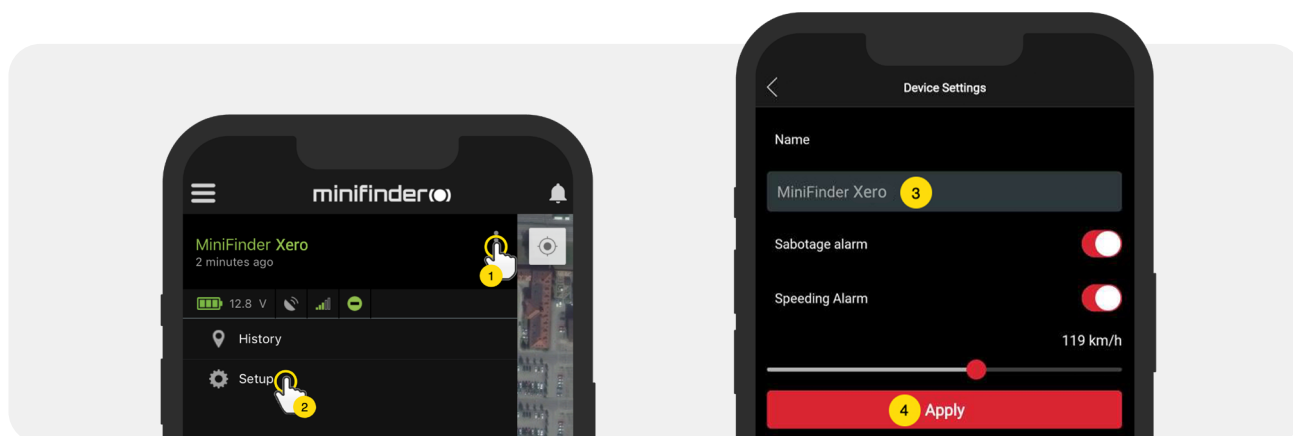 minifinder
MiniFinder Xero
2 minutes ago
1
12.8 V
History
Setup
2
Device Settings
Name
MiniFinder Xero 3
Sabotage alarm
Speeding Alarm
119 km/h
4 Apply